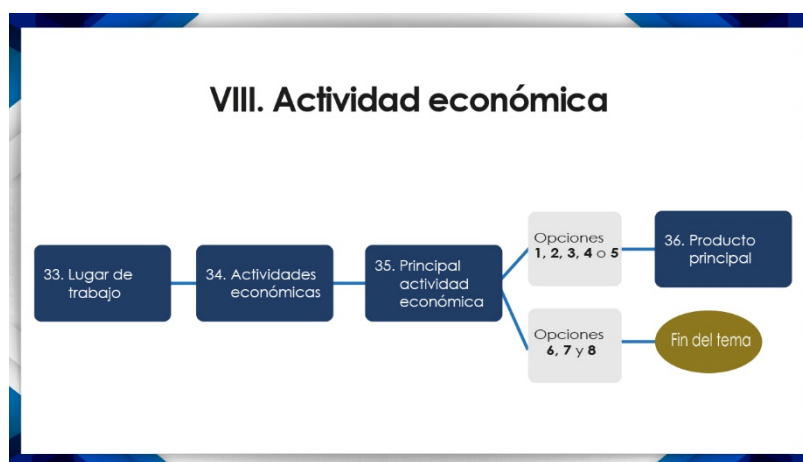 VIII. Actividad económica
33. Lugar de
trabajo
34. Actividades
económicas
35. Principal
actividad
económica
Opciones
1, 2, 3, 4 o 5
36. Producto
principal
Opciones
6, 7 y 8
Fin del tema